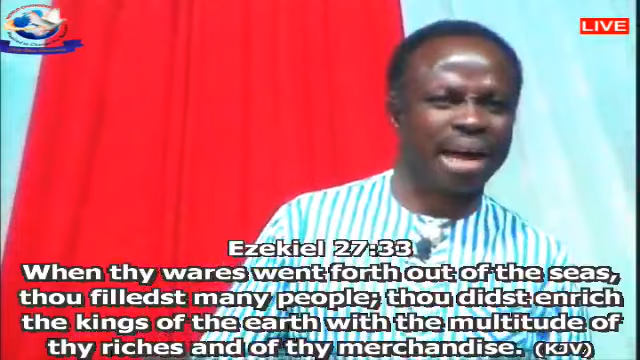 LIVE
Ezekiel 27:33
When thy wares went forth out of the seas,
thou filledst many people; thou didst enrich
the kings of the earth with the multitude of
thy riches and of thy merchandise. (KJV)